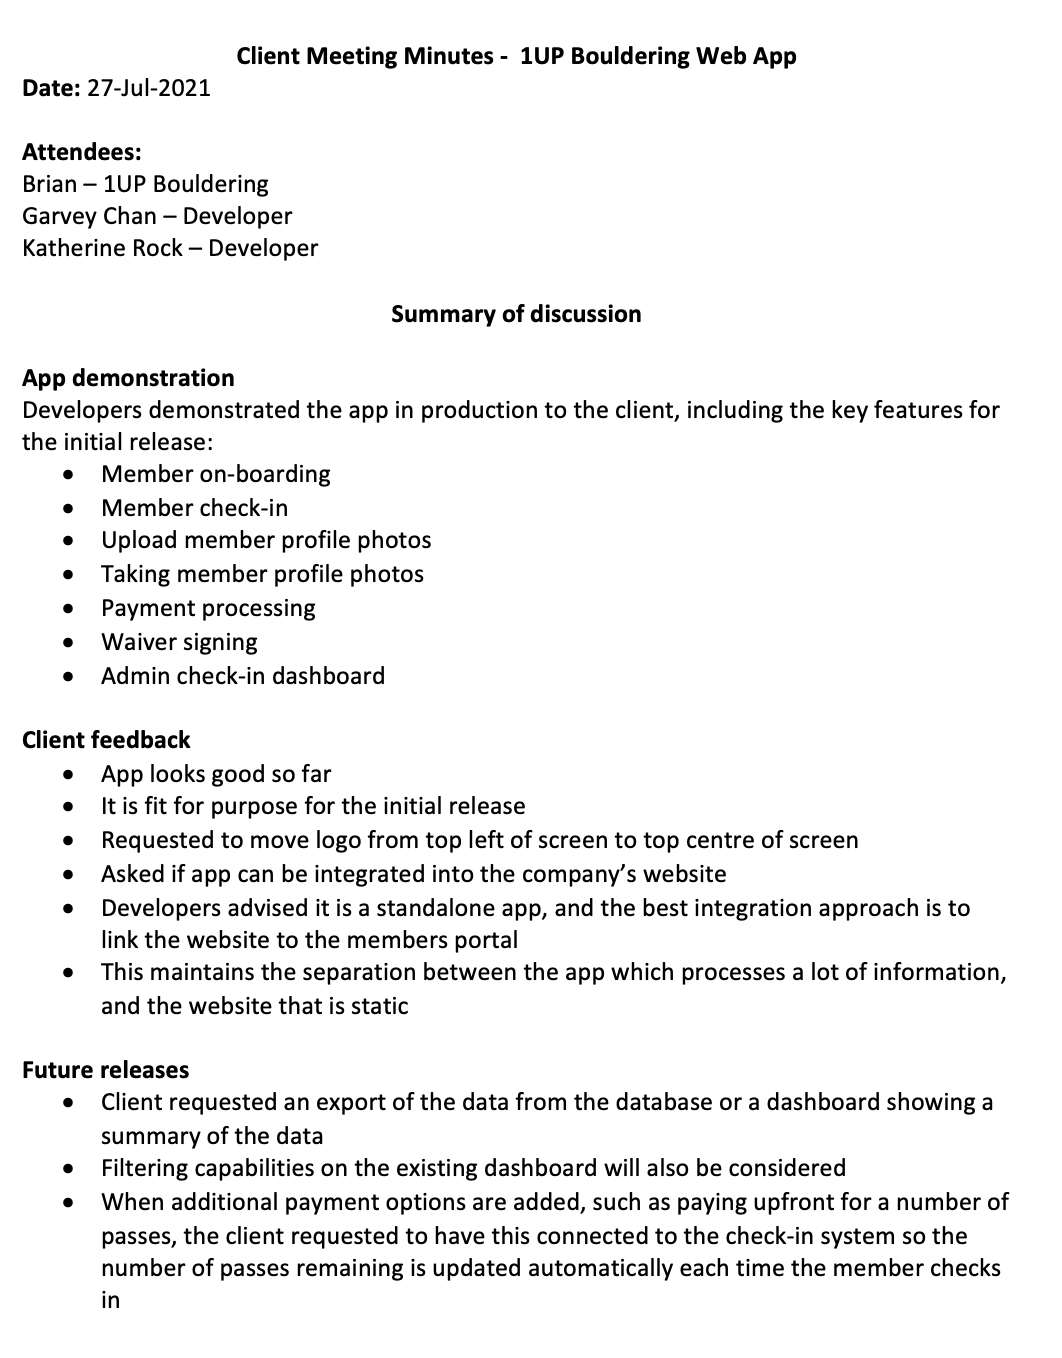 Client Meeting Minutes -  1UP Bouldering Web App
Date: 27-Jul-2021
Attendees:
Brian – 1UP Bouldering
Garvey Chan – Developer
Katherine Rock – Developer
Summary of discussion
App demonstration
Developers demonstrated the app in production to the client, including the key features for
the initial release:
• Member on-boarding
• Member check-in
• Upload member profile photos
• Taking member profile photos
• Payment processing
• Waiver signing
• Admin check-in dashboard
Client feedback
• App looks good so far
• It is fit for purpose for the initial release
• Requested to move logo from top left of screen to top centre of screen
• Asked if app can be integrated into the company’s website
• Developers advised it is a standalone app, and the best integration approach is to
link the website to the members portal
• This maintains the separation between the app which processes a lot of information,
and the website that is static
Future releases
• Client requested an export of the data from the database or a dashboard showing a
summary of the data
• Filtering capabilities on the existing dashboard will also be considered
• When additional payment options are added, such as paying upfront for a number of
passes, the client requested to have this connected to the check-in system so the
number of passes remaining is updated automatically each time the member checks
in